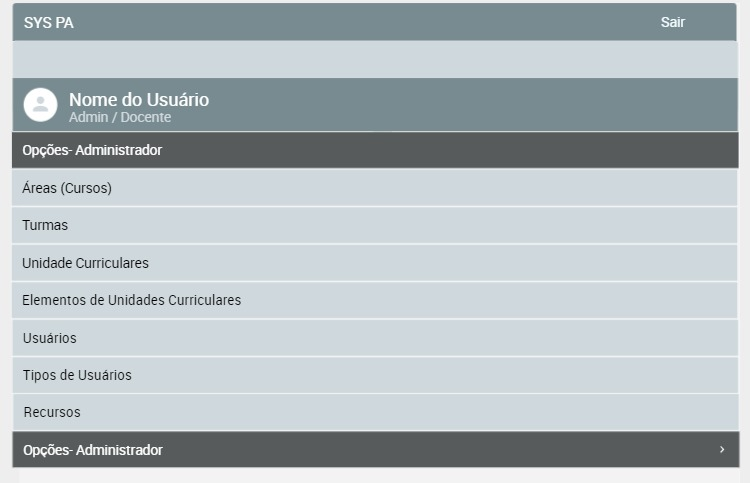 SYS PA Sair
Nome do Usuário
Admin / Docente
Opções- Administrador
Áreas (Cursos)
Turmas
Unidade Curriculares
Elementos de Unidades Curriculares
Usuários
Tipos de Usuários
Recursos
Opções- Administrador ›